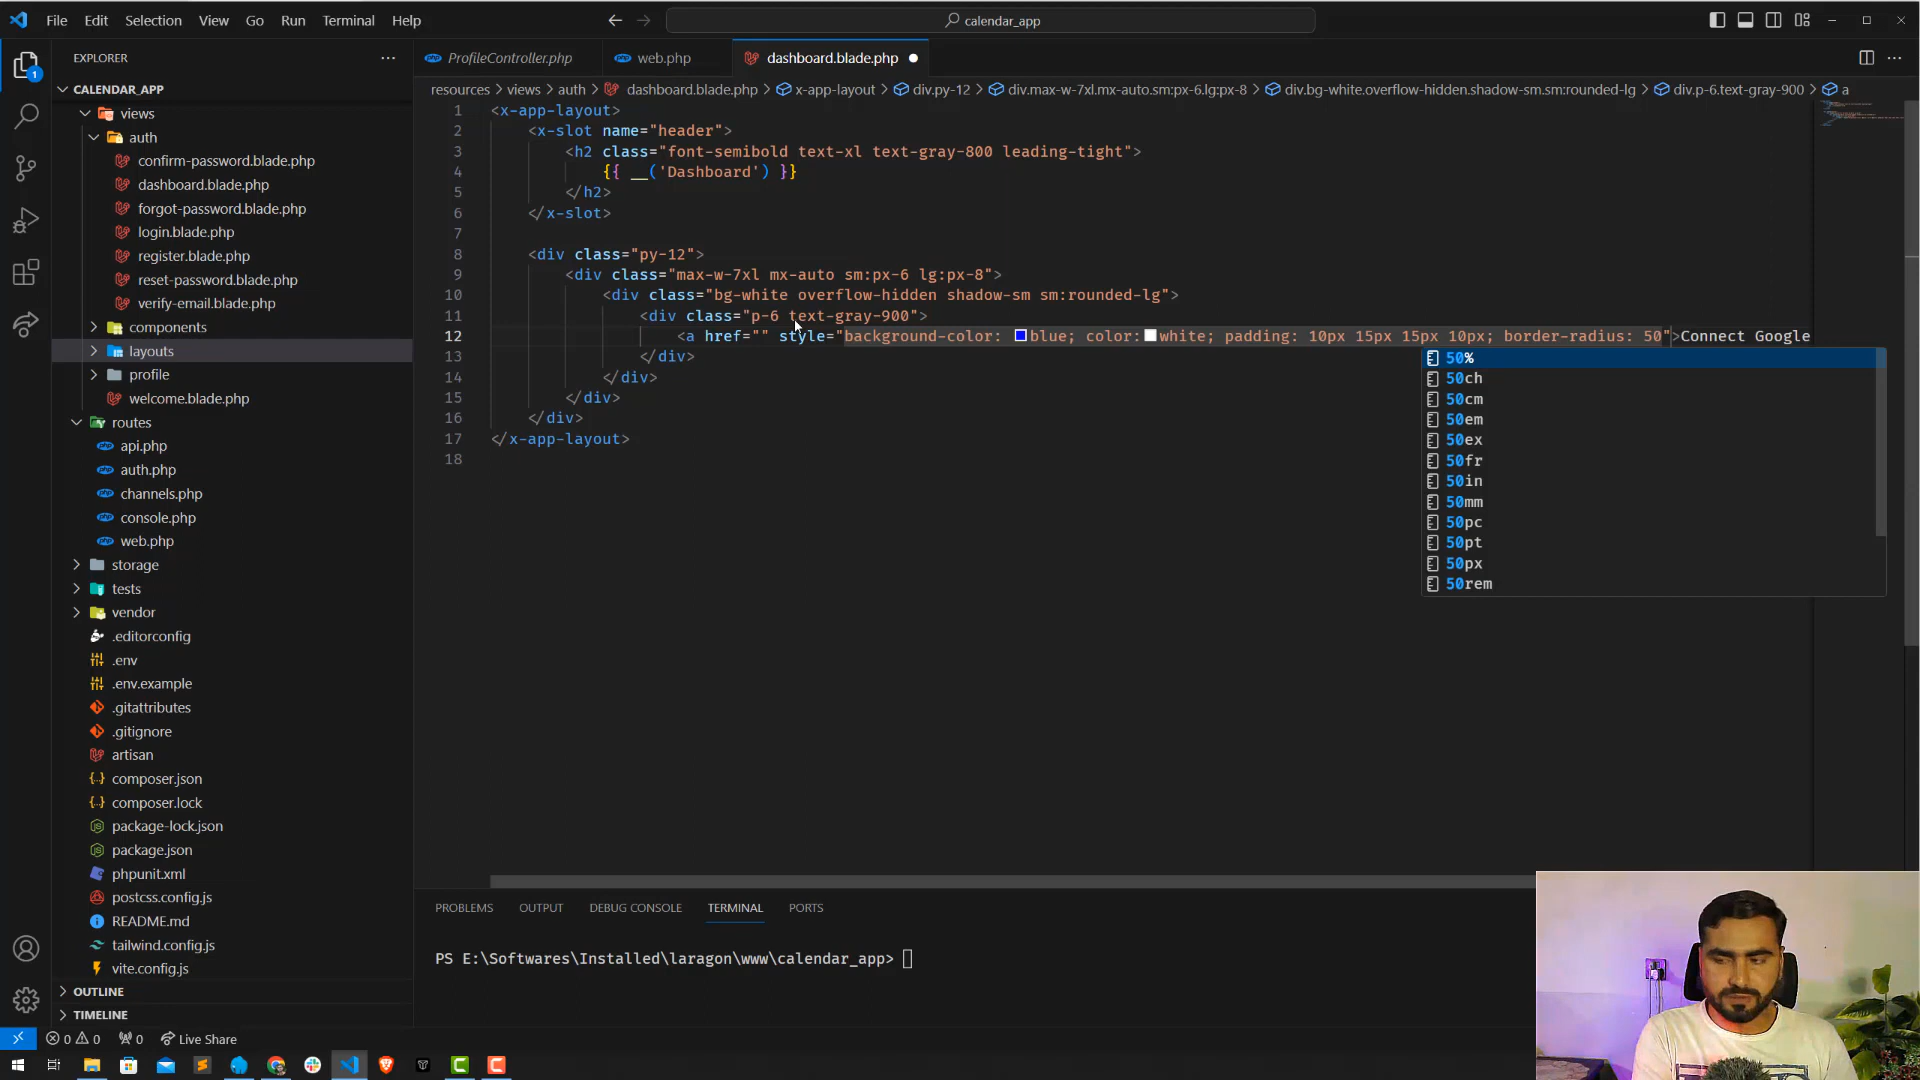 File Edit Selection View Go Run Terminal Help
calendar_app
EXPLORER
CALENDAR_APP
views
auth
confirm-password.blade.php
dashboard.blade.php
forgot-password.blade.php
login.blade.php
register.blade.php
reset-password.blade.php
verify-email.blade.php
components
layouts
profile
welcome.blade.php
routes
api.php
auth.php
channels.php
console.php
web.php
storage
tests
vendor
.editorconfig
.env
.env.example
.gitattributes
.gitignore
artisan
composer.json
composer.lock
package-lock.json
package.json
phpunit.xml
postcss.config.js
README.md
tailwind.config.js
vite.config.js
OUTLINE
TIMELINE
ProfileController.php web.php dashboard.blade.php
resources > views > auth > dashboard.blade.php > x-app-layout > div.py-12 > div.max-w-7xl.mx-auto.sm:px-6.lg:px-8 > div.bg-white.overflow-hidden.shadow-sm.sm:rounded-lg > div.p-6.text-gray-900 > a
1 <x-app-layout>
2 <x-slot name="header">
3 <h2 class="font-semibold text-xl text-gray-800 leading-tight">
4 {{ __('Dashboard') }}
5 </h2>
6 </x-slot>
7
8 <div class="py-12">
9 <div class="max-w-7xl mx-auto sm:px-6 lg:px-8">
10 <div class="bg-white overflow-hidden shadow-sm sm:rounded-lg">
11 <div class="p-6 text-gray-900">
12 <a href="" style="background-color: blue; color: white; padding: 10px 15px 15px 10px; border-radius: 50">Connect Google
13 </div>
14 </div>
15 </div>
16 </div>
17 </x-app-layout>
18
50%
50ch
50cm
50em
50ex
50fr
50in
50mm
50pc
50pt
50px
50rem
PROBLEMS OUTPUT DEBUG CONSOLE TERMINAL PORTS
PS E:\Softwares\Installed\laragon\www\calendar_app>
1
0 0 0 Live Share